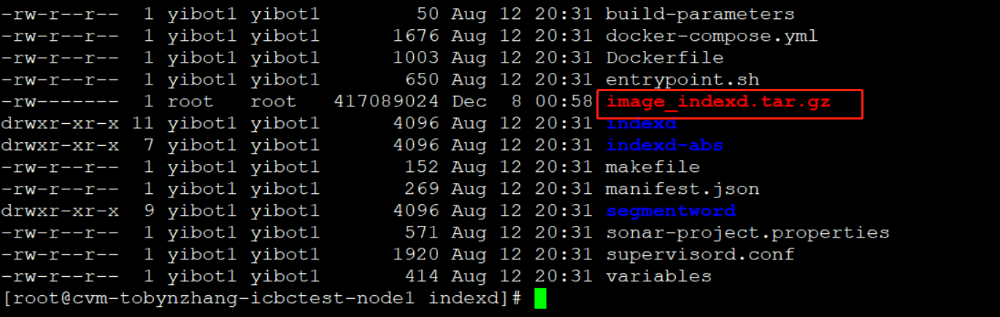 -rw-r--r--  1 yibot1 yibot1        50 Aug 12 20:31 build-parameters
-rw-r--r--  1 yibot1 yibot1      1676 Aug 12 20:31 docker-compose.yml
-rw-r--r--  1 yibot1 yibot1      1003 Aug 12 20:31 Dockerfile
-rw-r--r--  1 yibot1 yibot1       650 Aug 12 20:31 entrypoint.sh
-rw-------  1 root   root   417089024 Dec  8 00:58 image_indexd.tar.gz
drwxr-xr-x 11 yibot1 yibot1      4096 Aug 12 20:31 indexd
drwxr-xr-x  7 yibot1 yibot1      4096 Aug 12 20:31 indexd-abs
-rw-r--r--  1 yibot1 yibot1       152 Aug 12 20:31 makefile
-rw-r--r--  1 yibot1 yibot1       269 Aug 12 20:31 manifest.json
drwxr-xr-x  9 yibot1 yibot1      4096 Aug 12 20:31 segmentword
-rw-r--r--  1 yibot1 yibot1       571 Aug 12 20:31 sonar-project.properties
-rw-r--r--  1 yibot1 yibot1      1920 Aug 12 20:31 supervisord.conf
-rw-r--r--  1 yibot1 yibot1       414 Aug 12 20:31 variables
[root@cvm-tobynzhang-icbctest-node1 indexd]#